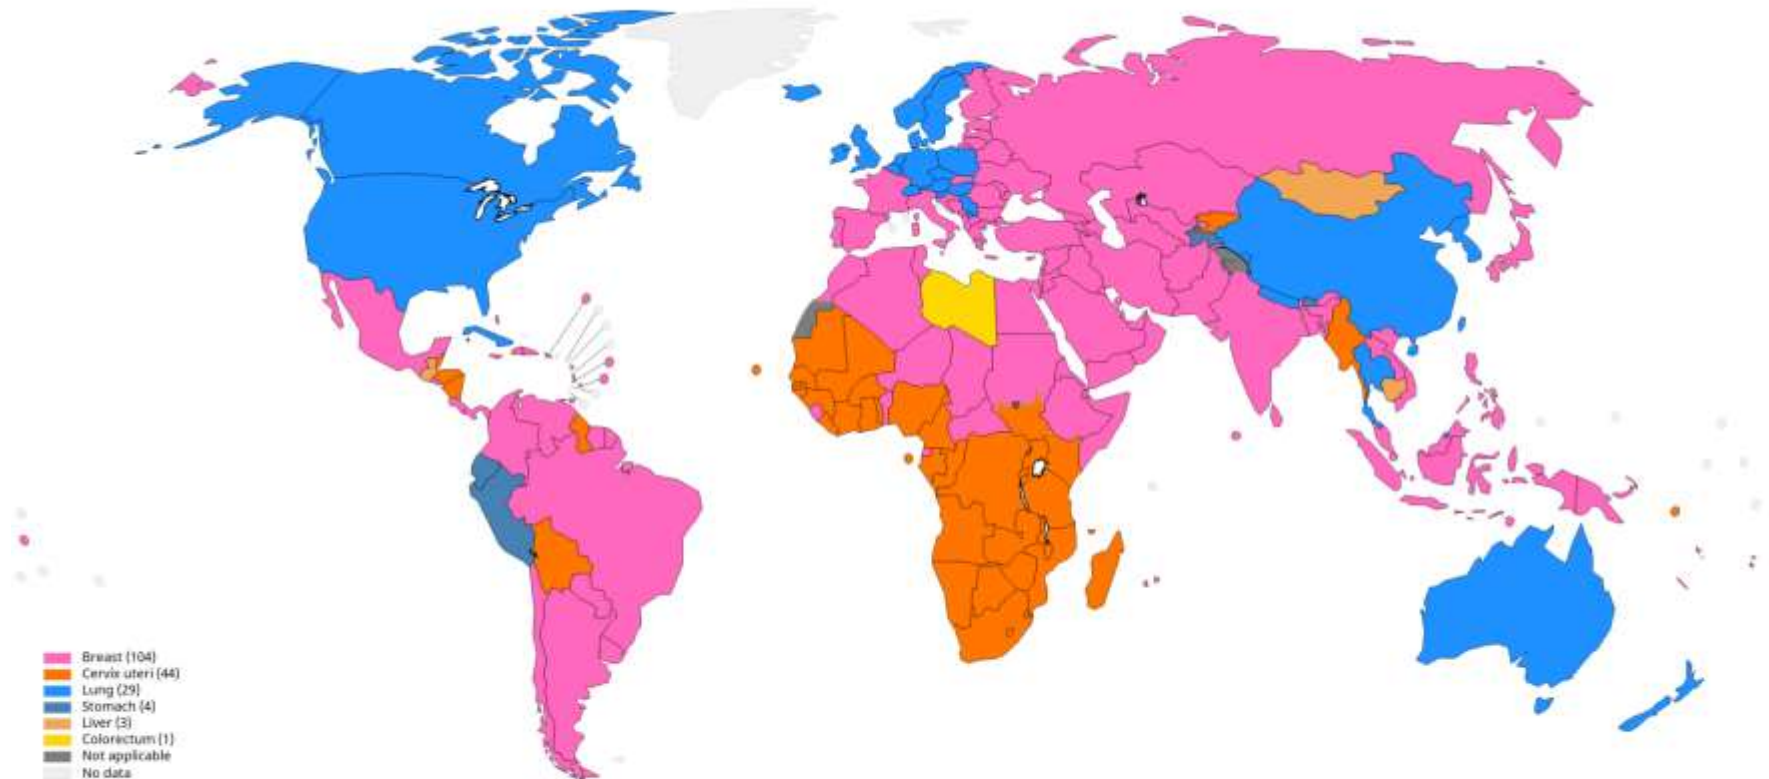 Breast (104)
Cervix uteri (44)
Lung (29)
Stomach (4)
Liver (3)
Colorectum (1)
Not applicable
No data